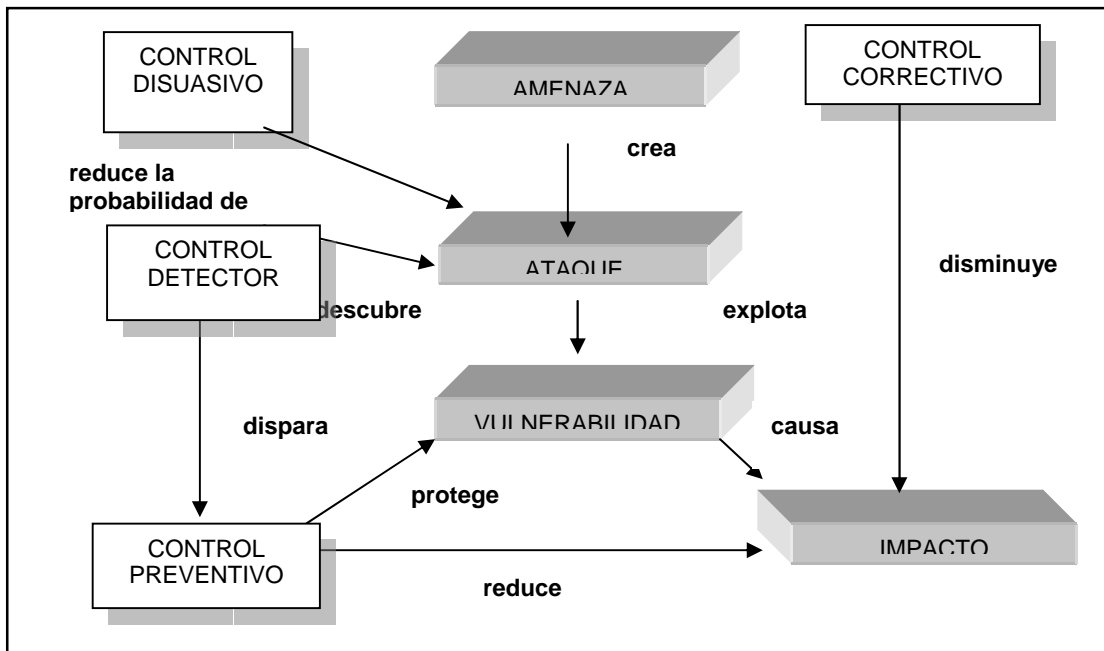 CONTROL
DISUASIVO
AMENAZA
CONTROL
CORRECTIVO
crea
reduce la
probabilidad de
CONTROL
DETECTOR
ATAQUE
disminuye
descubre
explota
VULNERABILIDAD
dispara
causa
protege
CONTROL
PREVENTIVO
IMPACTO
reduce